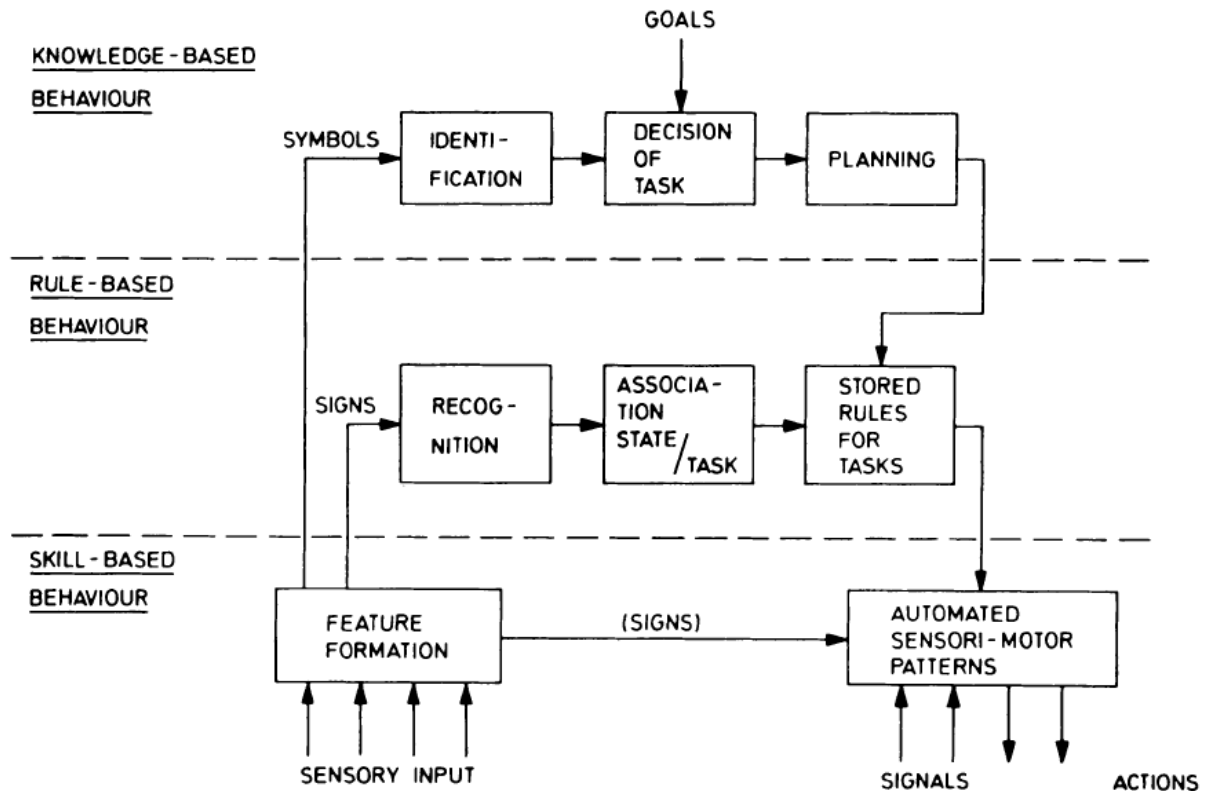 GOALS
KNOWLEDGE-BASED
BEHAVIOUR
SYMBOLS
IDENTI-
FICATION
DECISION
OF
TASK
PLANNING
RULE-BASED
BEHAVIOUR
SIGNS
RECOG-
NITION
ASSOCIA-
TION
STATE/
TASK
STORED
RULES
FOR
TASKS
SKILL-BASED
BEHAVIOUR
FEATURE
FORMATION
(SIGNS)
AUTOMATED
SENSORI-MOTOR
PATTERNS
SENSORY INPUT
SIGNALS
ACTIONS